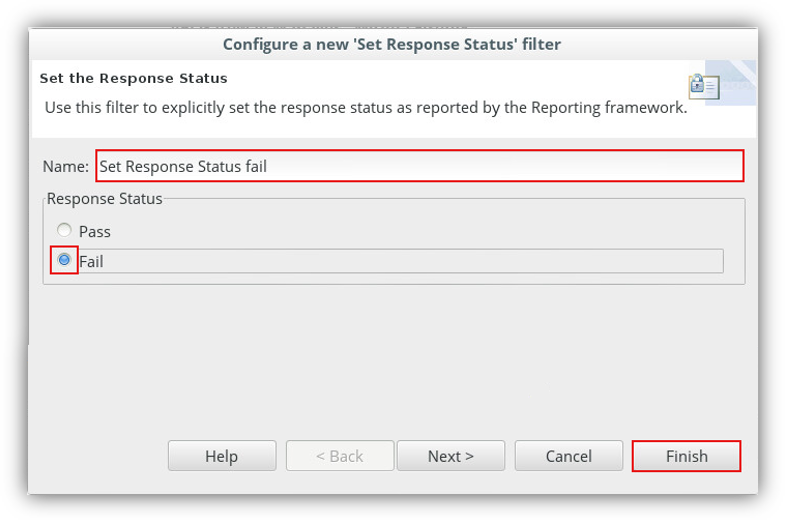 Configure a new 'Set Response Status' filter
Set the Response Status
Use this filter to explicitly set the response status as reported by the Reporting framework.
Name: Set Response Status fail
Response Status
Pass
Fail
Help < Back Next > Cancel Finish